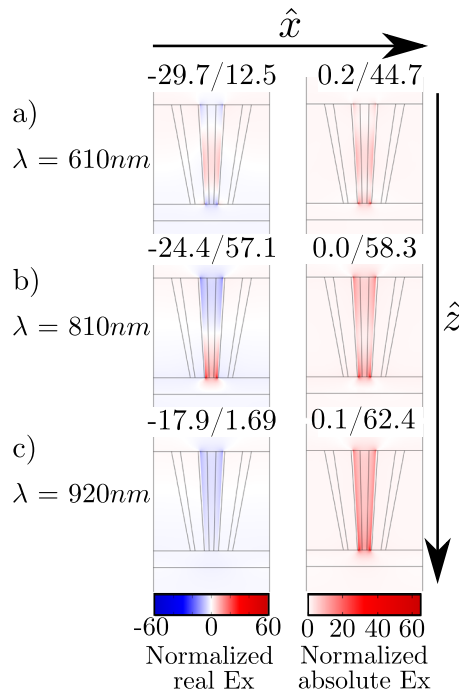 x̂
-29.7/12.5 0.2/44.7
a)
λ = 610nm
-24.4/57.1 0.0/58.3
b)
ẑ
λ = 810nm
-17.9/1.69 0.1/62.4
c)
λ = 920nm
-60 0 60 0 20 40 60
Normalized Normalized
real Ex absolute Ex